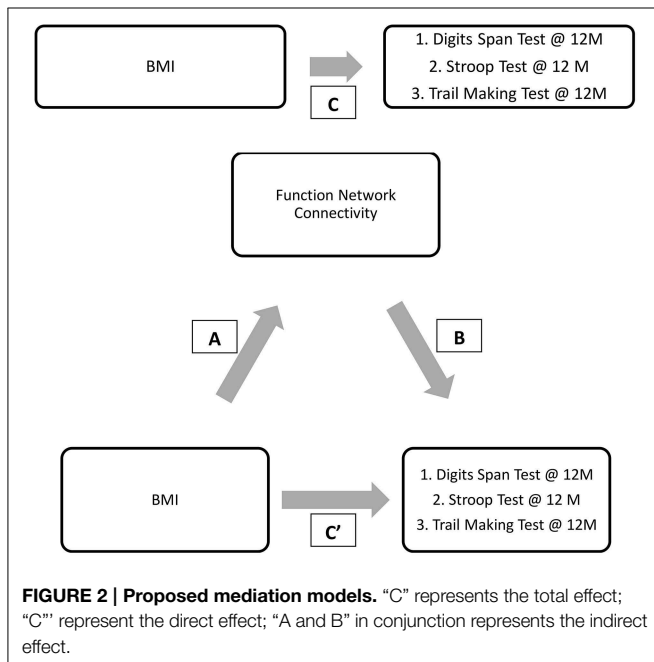 BMI
1. Digits Span Test @ 12M
2. Stroop Test @ 12 M
3. Trail Making Test @ 12M
C
Function Network
Connectivity
A
B
BMI
1. Digits Span Test @ 12M
2. Stroop Test @ 12 M
3. Trail Making Test @ 12M
C'
FIGURE 2 | Proposed mediation models. “C” represents the total effect;
“C”’ represent the direct effect; “A and B” in conjunction represents the indirect
effect.